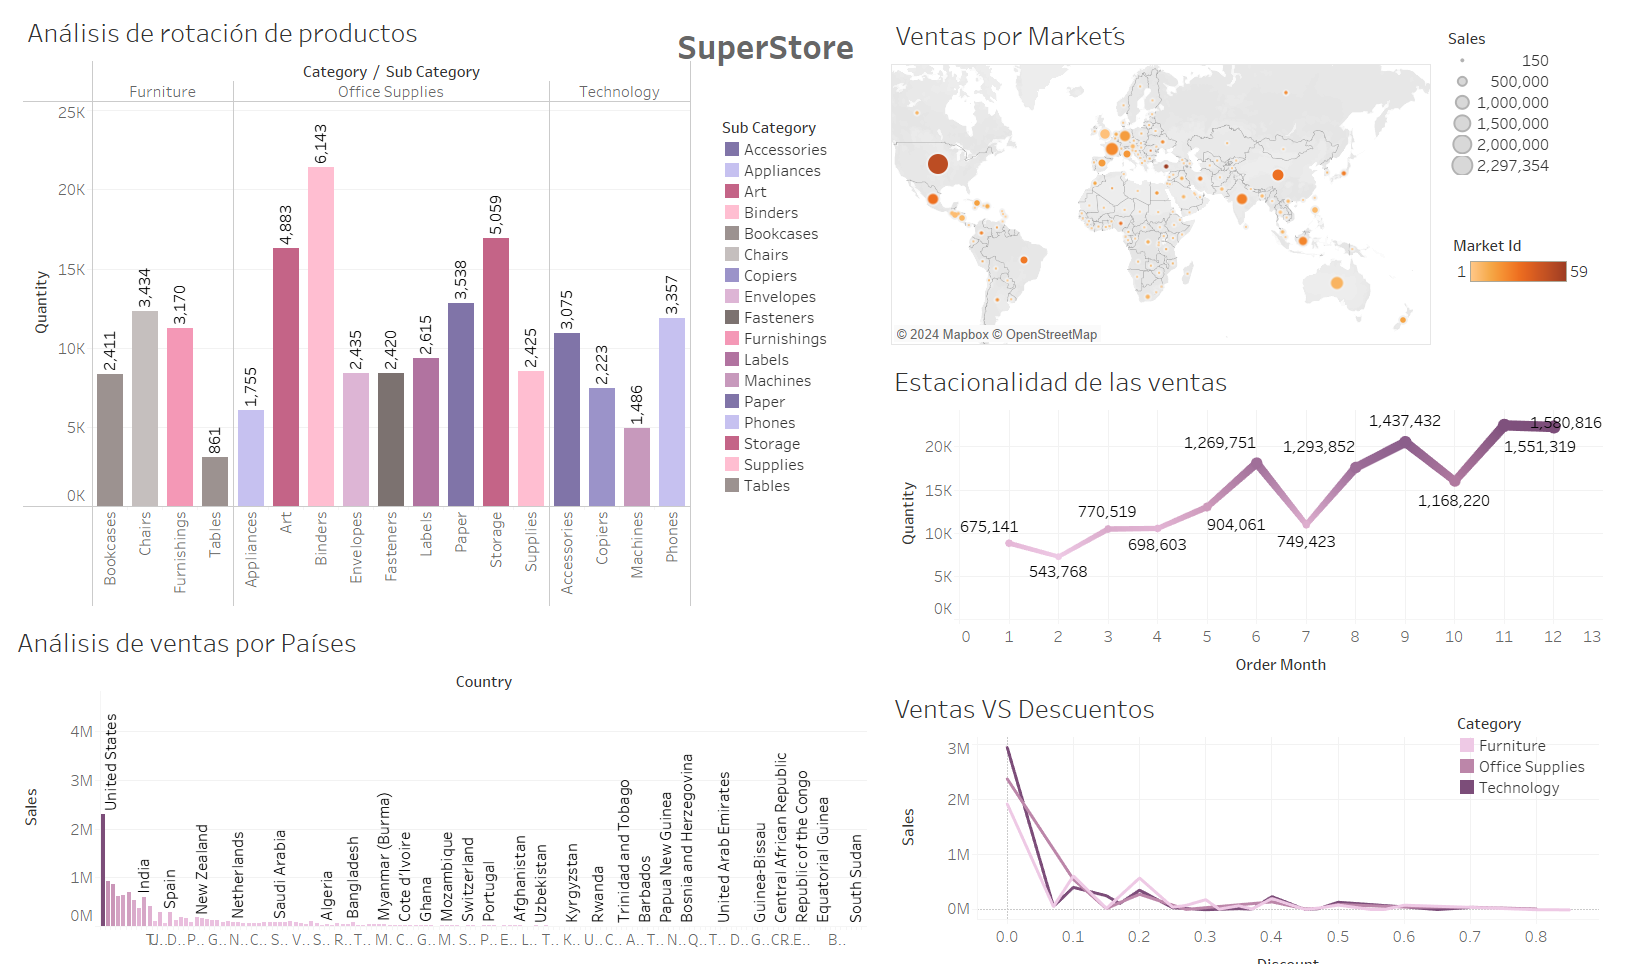 Análisis de rotación de productos
SuperStore
Category / Sub Category
Furniture
Office Supplies
Technology
25K
20K
15K
10K
5K
0K
Quantity
2,411
3,434
3,170
861
1,755
4,883
6,143
2,435
2,420
2,615
3,538
5,059
2,425
3,075
2,223
1,486
3,357
Bookcases
Chairs
Furnishings
Tables
Appliances
Art
Binders
Envelopes
Fasteners
Labels
Paper
Storage
Supplies
Accessories
Copiers
Machines
Phones
Sub Category
Accessories
Appliances
Art
Binders
Bookcases
Chairs
Copiers
Envelopes
Fasteners
Furnishings
Labels
Machines
Paper
Phones
Storage
Supplies
Tables
Ventas por Market´s
© 2024 Mapbox © OpenStreetMap
Sales
150
500,000
1,000,000
1,500,000
2,000,000
2,297,354
Market Id
1
59
Estacionalidad de las ventas
20K
15K
10K
5K
0K
Quantity
675,141
543,768
770,519
698,603
904,061
1,269,751
749,423
1,293,852
1,437,432
1,168,220
1,580,816
1,551,319
0 1 2 3 4 5 6 7 8 9 10 11 12 13
Order Month
Análisis de ventas por Países
Country
4M
3M
2M
1M
0M
Sales
United States
India
Spain
New Zealand
Netherlands
Saudi Arabia
Algeria
Bangladesh
Myanmar (Burma)
Cote d'Ivoire
Ghana
Mozambique
Switzerland
Portugal
Afghanistan
Uzbekistan
Kyrgyzstan
Rwanda
Trinidad and Tobago
Barbados
Papua New Guinea
Bosnia and Herzegovina
United Arab Emirates
Guinea-Bissau
Central African Republic
Republic of the Congo
Equatorial Guinea
South Sudan
D.. P.. G.. N.. C.. S.. V.. S.. R.. T.. M.. C.. G.. M.. S.. P.. E.. L.. T.. K.. U.. C.. A.. T.. N.. Q.. T.. D.. G.. E.. B..
Ventas VS Descuentos
3M
2M
1M
0M
Sales
0.0 0.1 0.2 0.3 0.4 0.5 0.6 0.7 0.8
Discount
Category
Furniture
Office Supplies
Technology